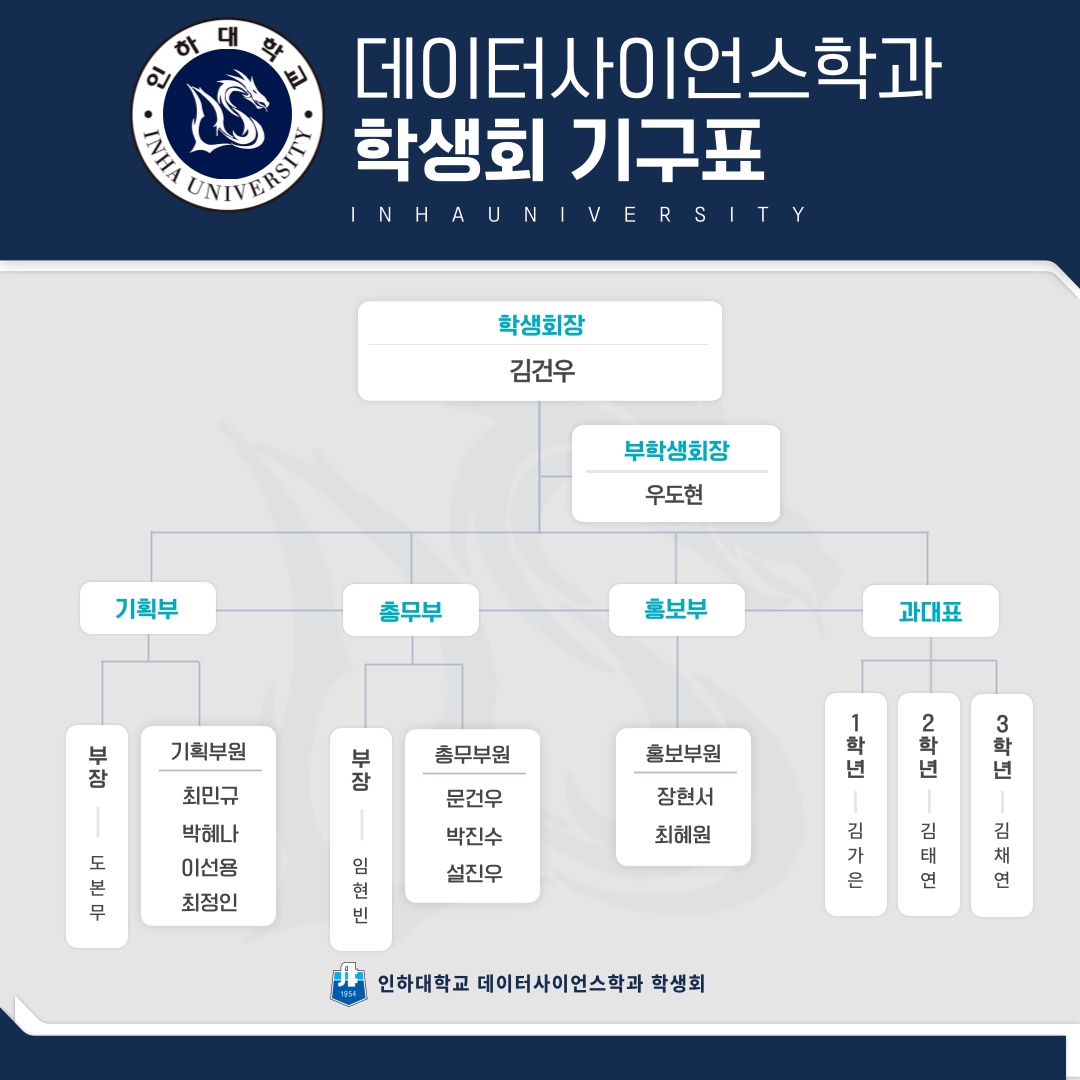 인하대학교
INHA UNIVERSITY
데이터사이언스학과
학생회 기구표
INHAUNIVERSITY
학생회장
김건우
부학생회장
우도현
기획부
총무부
홍보부
과대표
부장
도본무
기획부원
최민규
박혜나
이선용
최정인
부장
임현빈
총무부원
문건우
박진수
설진우
홍보부원
장현서
최혜원
1학년
김가은
2학년
김태연
3학년
김채연
1954
인하대학교 데이터사이언스학과 학생회